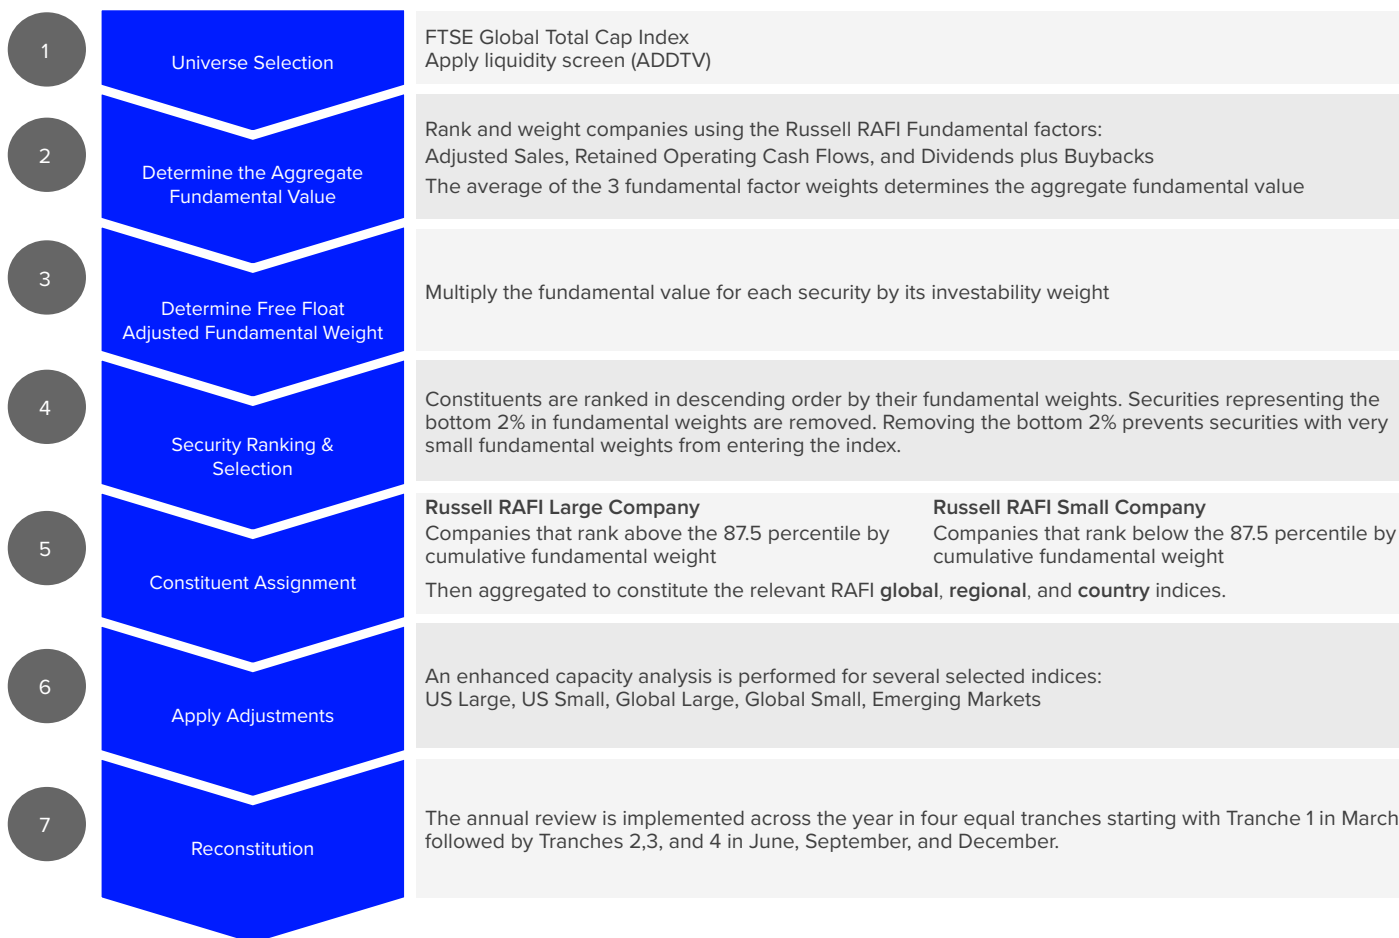 1
Universe Selection
FTSE Global Total Cap Index
Apply liquidity screen (ADDTV)
2
Determine the Aggregate
Fundamental Value
Rank and weight companies using the Russell RAFI Fundamental factors:
Adjusted Sales, Retained Operating Cash Flows, and Dividends plus Buybacks
The average of the 3 fundamental factor weights determines the aggregate fundamental value
3
Determine Free Float
Adjusted Fundamental Weight
Multiply the fundamental value for each security by its investability weight
4
Security Ranking &
Selection
Constituents are ranked in descending order by their fundamental weights. Securities representing the
bottom 2% in fundamental weights are removed. Removing the bottom 2% prevents securities with very
small fundamental weights from entering the index.
5
Constituent Assignment
Russell RAFI Large Company
Companies that rank above the 87.5 percentile by
cumulative fundamental weight
Russell RAFI Small Company
Companies that rank below the 87.5 percentile by
cumulative fundamental weight
Then aggregated to constitute the relevant RAFI global, regional, and country indices.
6
Apply Adjustments
An enhanced capacity analysis is performed for several selected indices:
US Large, US Small, Global Large, Global Small, Emerging Markets
7
Reconstitution
The annual review is implemented across the year in four equal tranches starting with Tranche 1 in March
followed by Tranches 2,3, and 4 in June, September, and December.